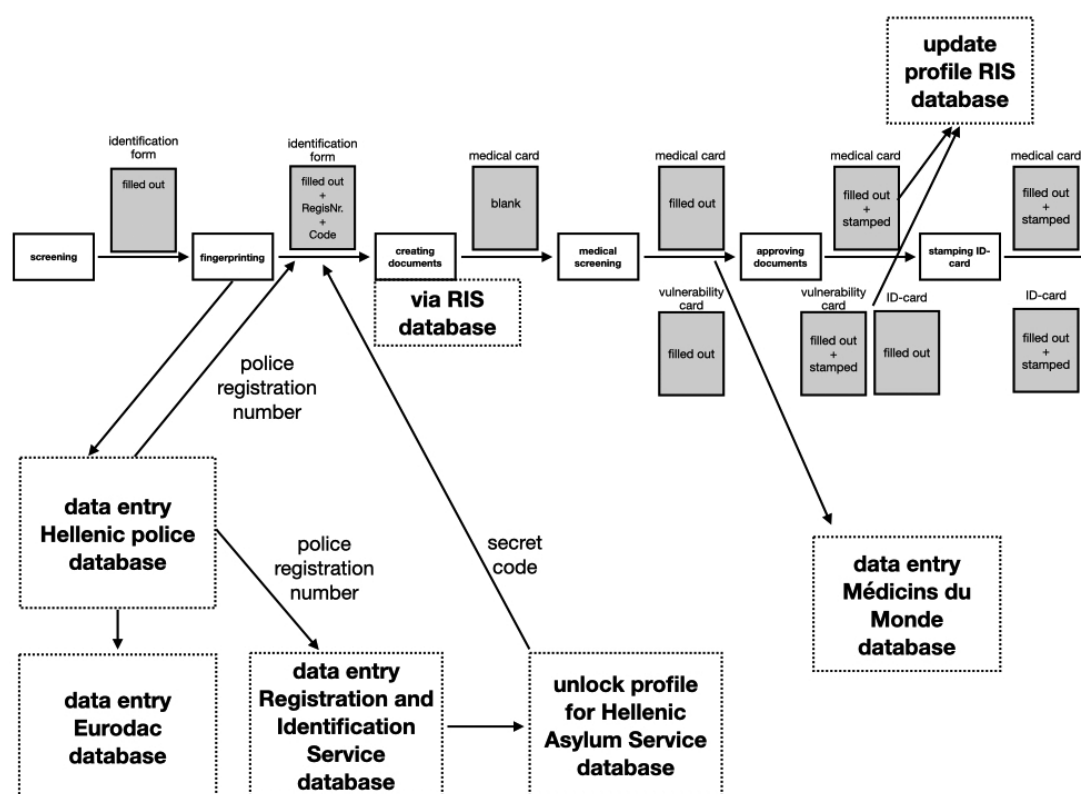 update
profile RIS
database
identification
form
filled out
identification
form
filled out
+
RegisNr.
+
Code
medical card
blank
medical card
filled out
medical card
filled out
+
stamped
medical card
filled out
+
stamped
screening
fingerprinting
creating
documents
medical
screening
approving
documents
stamping ID-
card
via RIS
database
vulnerability
card
filled out
vulnerability
card
filled out
+
stamped
ID-card
filled out
ID-card
filled out
+
stamped
police
registration
number
data entry
Hellenic police
database
police
registration
number
secret
code
data entry
Médicins du
Monde
database
data entry
Eurodac
database
data entry
Registration and
Identification
Service
database
unlock profile
for Hellenic
Asylum Service
database